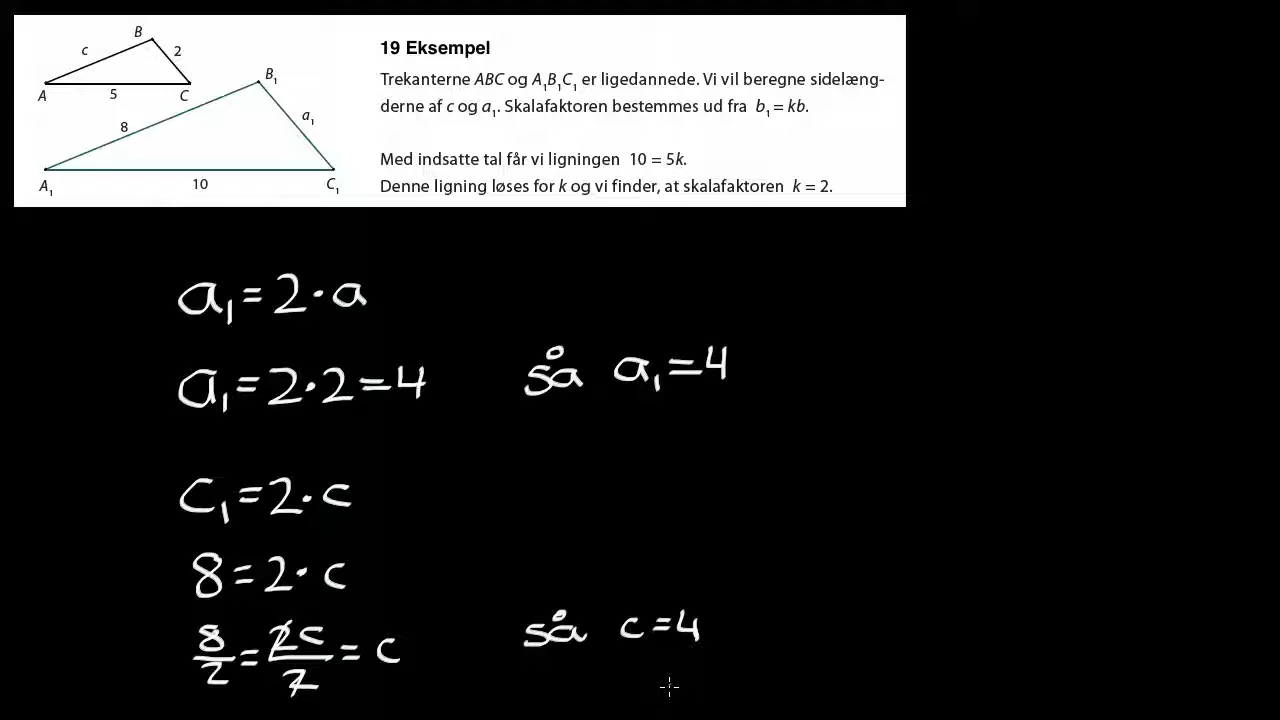 B
c
2
A
5
C
B₁
8
a₁
A₁
10
C₁
19 Eksempel
Trekanterne ABC og A₁B₁C₁ er ligedannede. Vi vil beregne sidelæng-
derne af c og a₁. Skalafaktoren bestemmes ud fra b₁ = kb.
Med indsatte tal får vi ligningen 10 = 5k.
Denne ligning løses for k og vi finder, at skalafaktoren k = 2.
a₁ = 2 · a
a₁ = 2 · 2 = 4 så a₁ = 4
c₁ = 2 · c
8 = 2 · c
8/2 = 2c/2 = c så c = 4